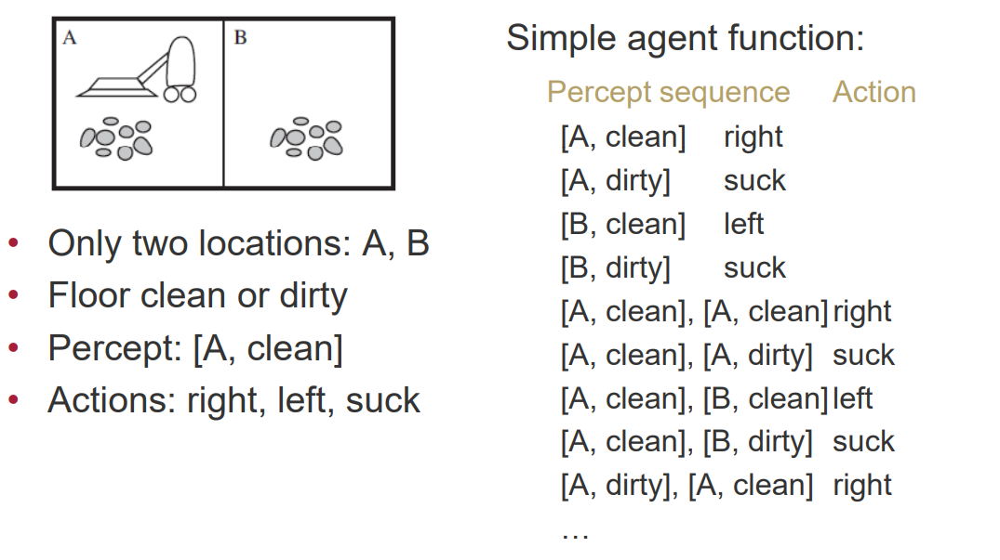 A
B
• Only two locations: A, B
• Floor clean or dirty
• Percept: [A, clean]
• Actions: right, left, suck
Simple agent function:
Percept sequence Action
[A, clean] right
[A, dirty] suck
[B, clean] left
[B, dirty] suck
[A, clean], [A, clean] right
[A, clean], [A, dirty] suck
[A, clean], [B, clean] left
[A, clean], [B, dirty] suck
[A, dirty], [A, clean] right
…